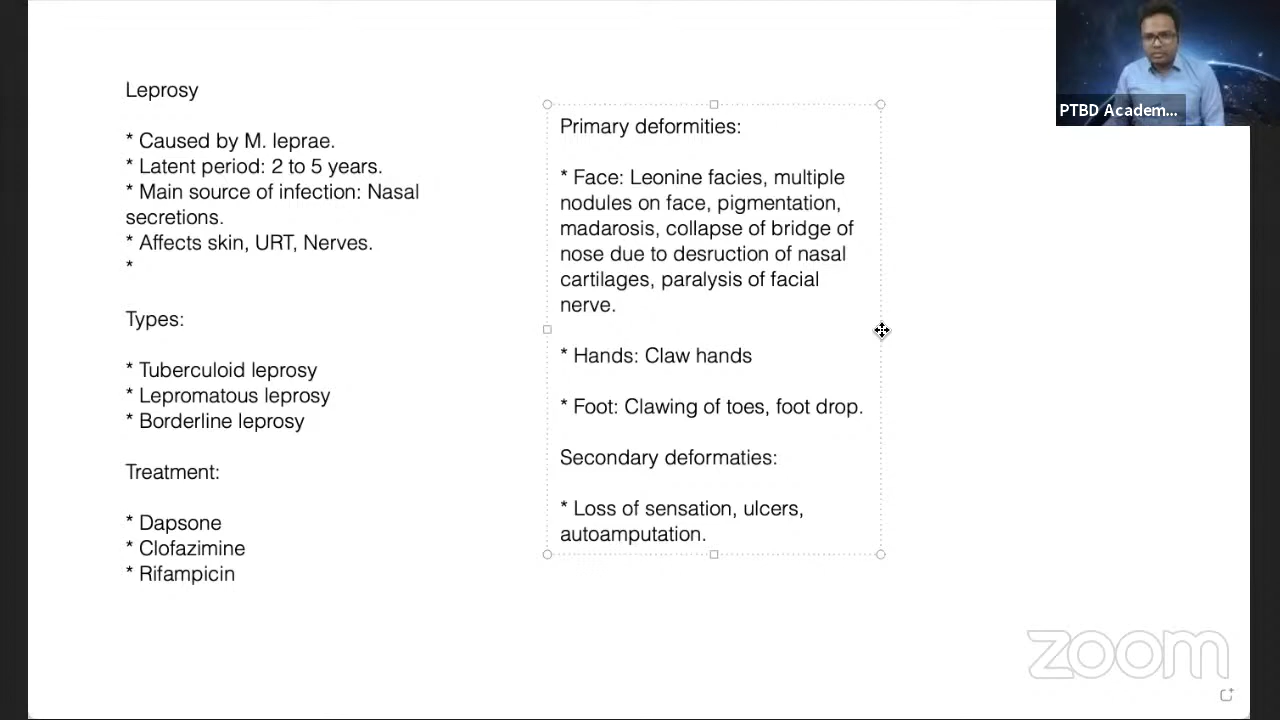 Leprosy
* Caused by M. leprae.
* Latent period: 2 to 5 years.
* Main source of infection: Nasal
secretions.
* Affects skin, URT, Nerves.
*
Types:
* Tuberculoid leprosy
* Lepromatous leprosy
* Borderline leprosy
Treatment:
* Dapsone
* Clofazimine
* Rifampicin
Primary deformities:
* Face: Leonine facies, multiple
nodules on face, pigmentation,
madarosis, collapse of bridge of
nose due to desruction of nasal
cartilages, paralysis of facial
nerve.
* Hands: Claw hands
* Foot: Clawing of toes, foot drop.
Secondary deformaties:
* Loss of sensation, ulcers,
autoamputation.
PTBD Academ...
zoom